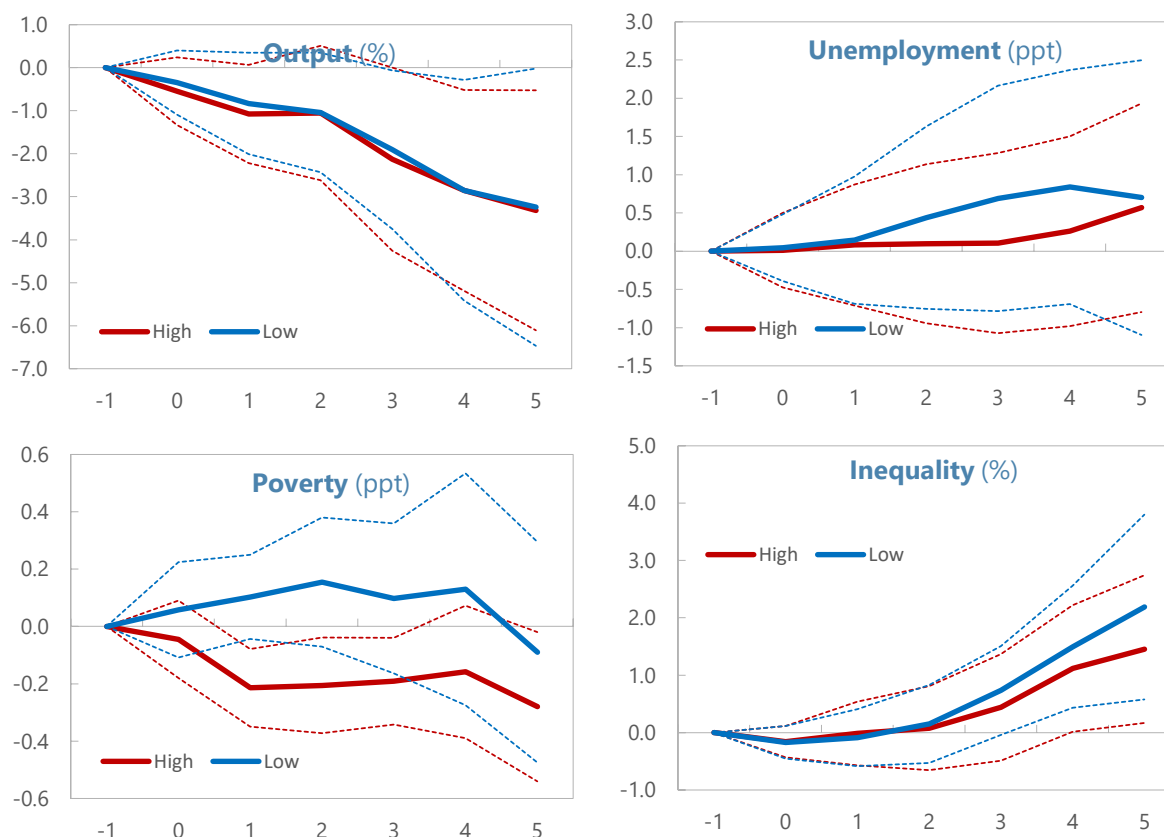 Output (%)
1.0
0.0
-1.0
-2.0
-3.0
-4.0
-5.0
-6.0
-7.0
High Low
-1 0 1 2 3 4 5
Unemployment (ppt)
3.0
2.5
2.0
1.5
1.0
0.5
0.0
-0.5
-1.0
-1.5
High Low
-1 0 1 2 3 4 5
Poverty (ppt)
0.6
0.4
0.2
0.0
-0.2
-0.4
-0.6
High Low
-1 0 1 2 3 4 5
Inequality (%)
5.0
4.0
3.0
2.0
1.0
0.0
-1.0
High Low
-1 0 1 2 3 4 5